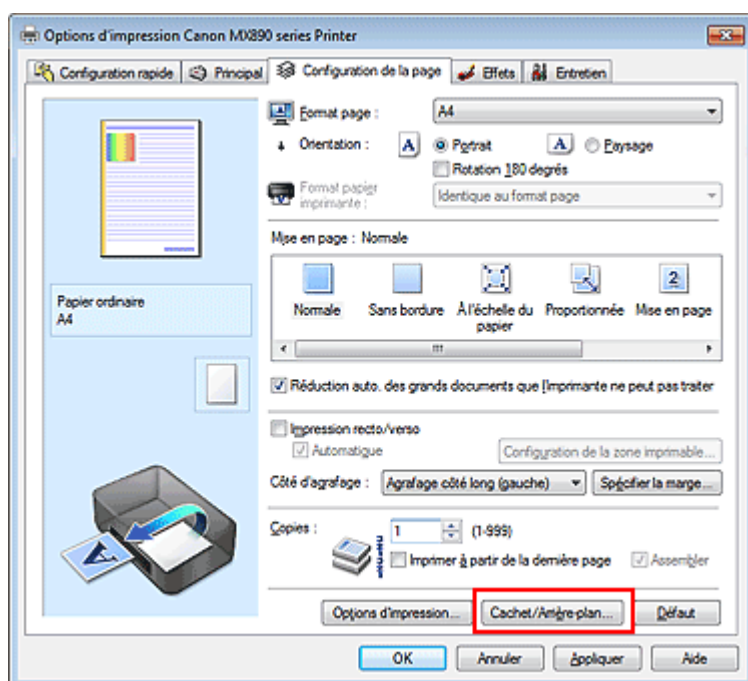 Options d'impression Canon MX890 series Printer
Configuration rapide Principal Configuration de la page Effets Entretien
Format page : A4
Orientation : A Portrait A Paysage
Rotation 180 degrés
Format papier imprimante : Identique au format page
Mise en page : Normale
Normale Sans bordure À l'échelle du papier Proportionnée Mise en page
2
Papier ordinaire
A4
Réduction auto. des grands documents que l'imprimante ne peut pas traiter
Impression recto/verso
Automatique Configuration de la zone imprimable...
Côté d'agrafage : Agrafage côté long (gauche) Spécifier la marge...
Copies : 1 (1-999)
Imprimer à partir de la dernière page Assembler
A
Options d'impression... Cachet/Arrière-plan... Défaut
OK Annuler Appliquer Aide